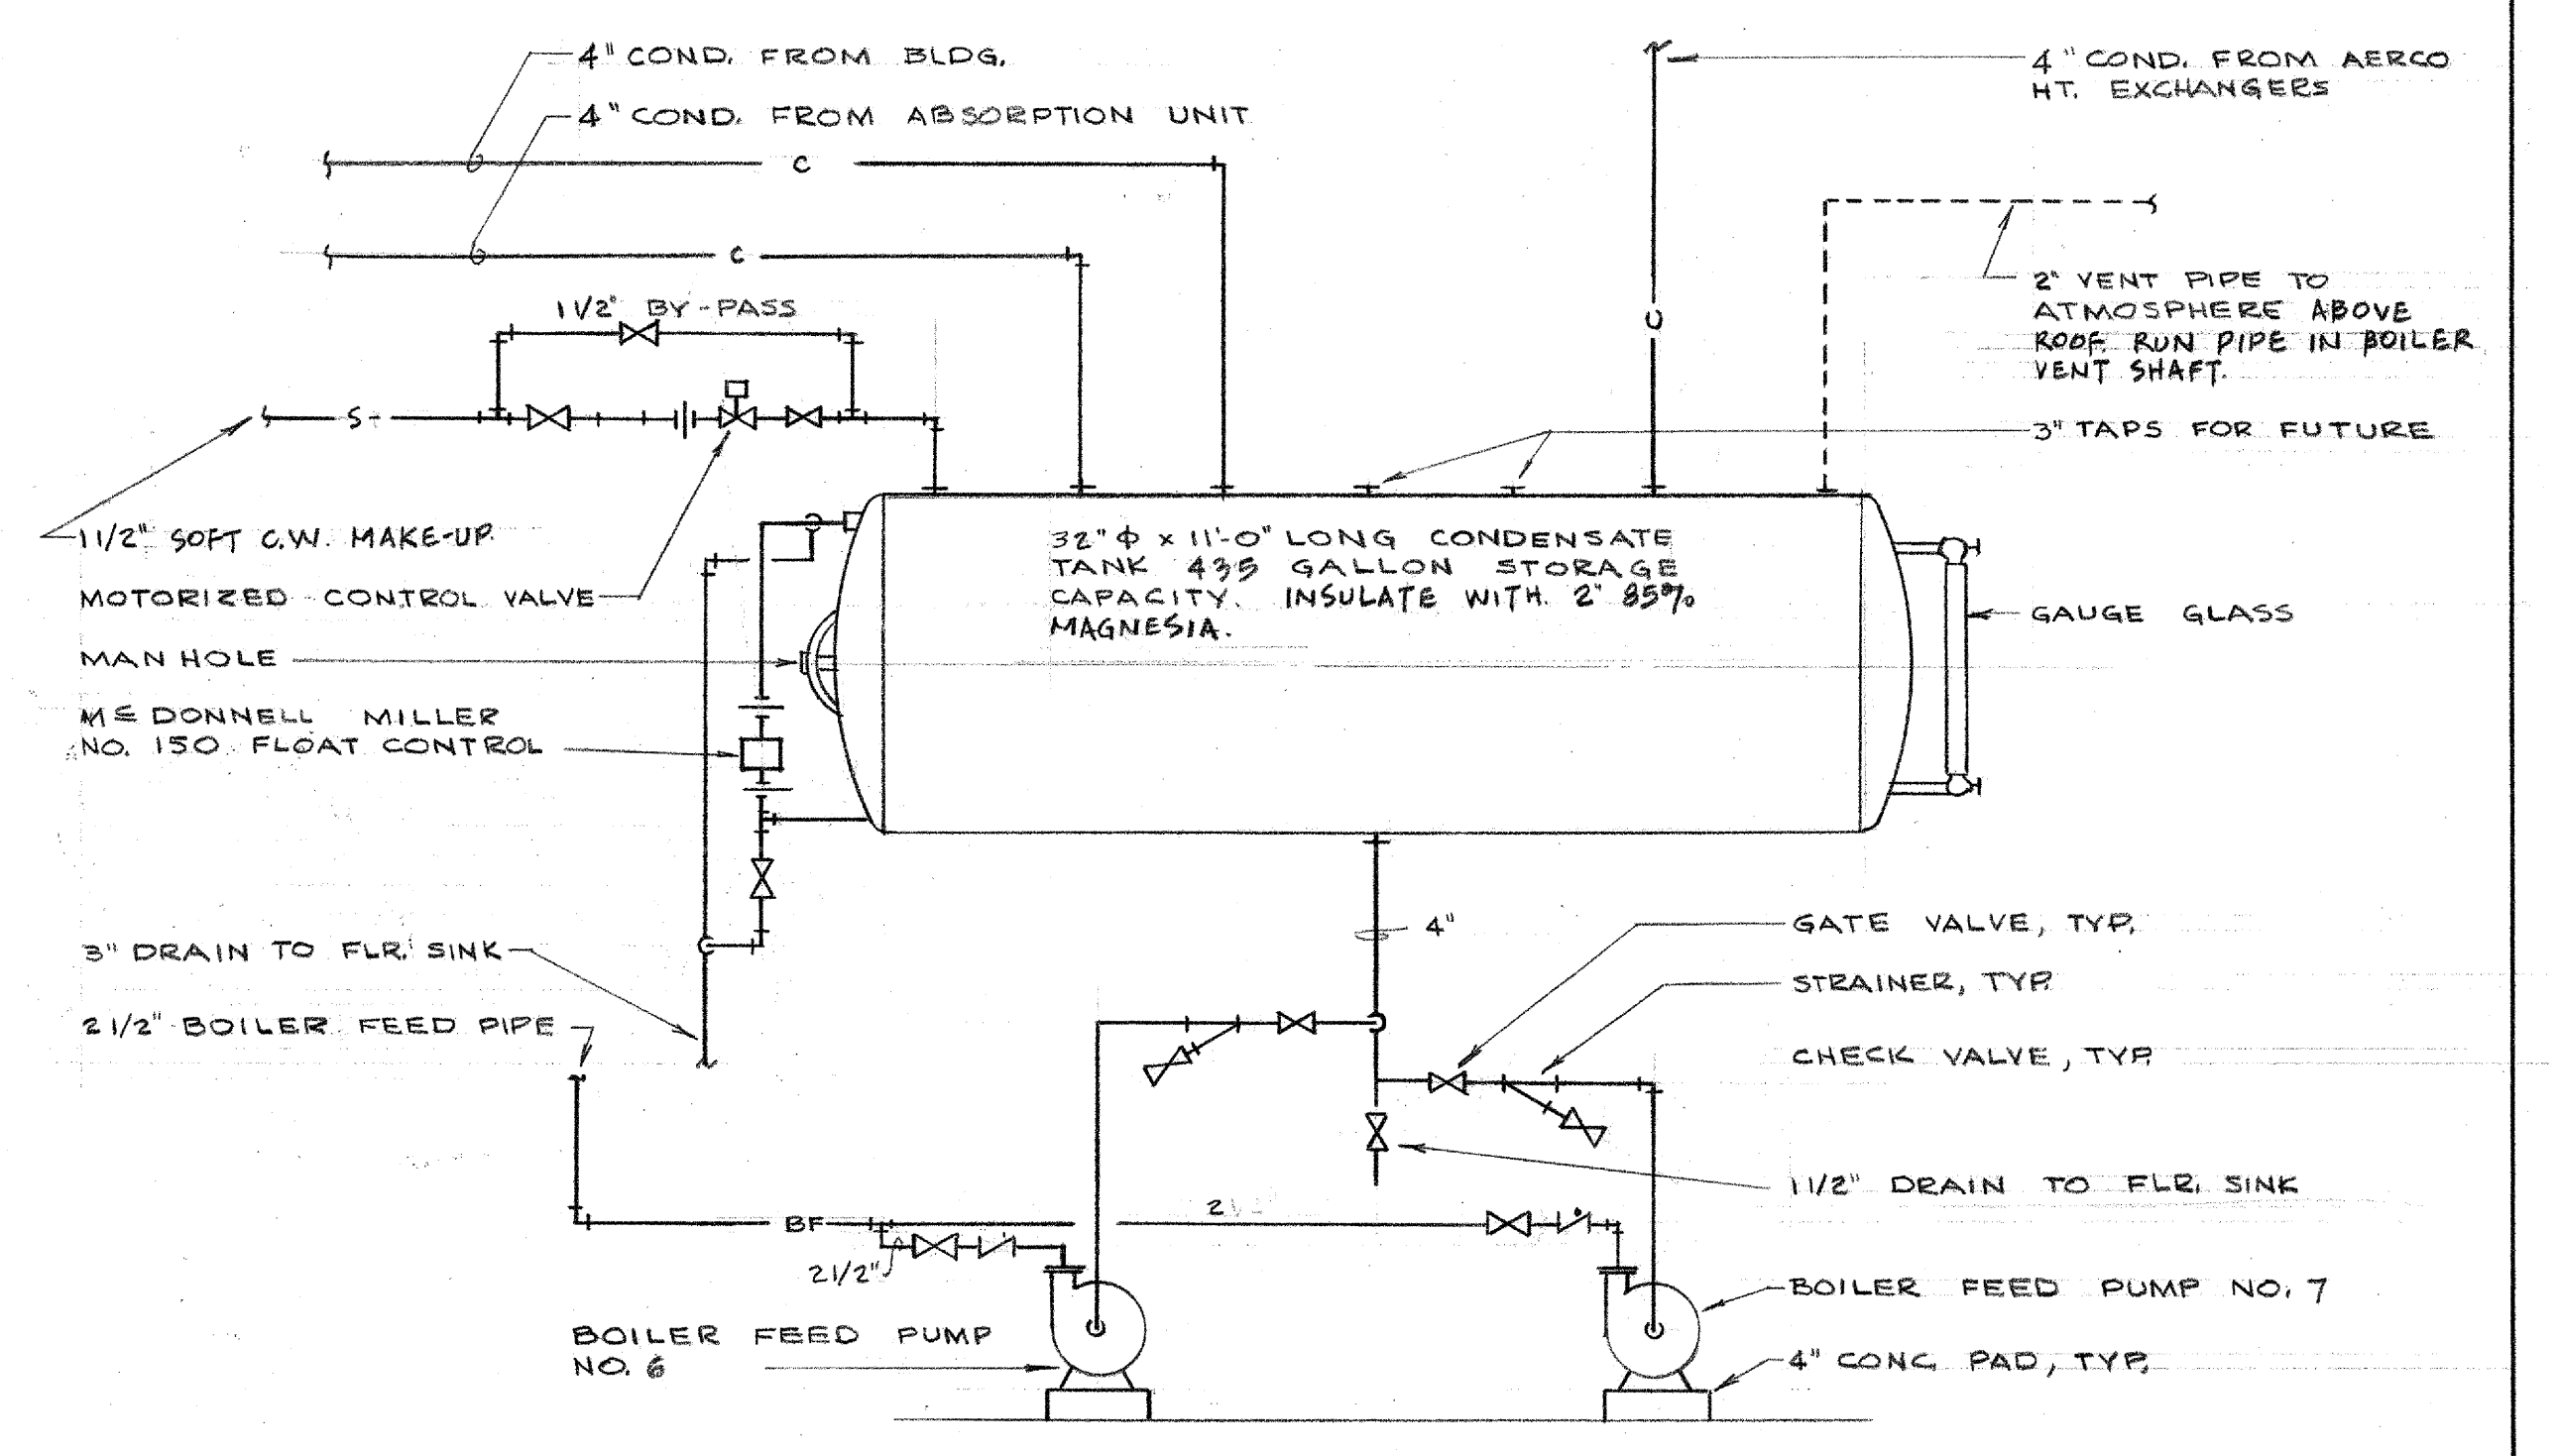 4" COND. FROM BLDG.
4" COND. FROM ABSORPTION UNIT
4" COND. FROM AERCO
HT. EXCHANGERS
C
C
C
1 1/2" BY-PASS
S
2" VENT PIPE TO
ATMOSPHERE ABOVE
ROOF. RUN PIPE IN BOILER
VENT SHAFT.
3" TAPS FOR FUTURE
1 1/2" SOFT C.W. MAKE-UP.
MOTORIZED CONTROL VALVE
MAN HOLE
Mc DONNELL MILLER
NO. 150 FLOAT CONTROL
32" Φ x 11'-0" LONG CONDENSATE
TANK 435 GALLON STORAGE
CAPACITY. INSULATE WITH 2" 85%
MAGNESIA.
GAUGE GLASS
3" DRAIN TO FLR. SINK
2 1/2" BOILER FEED PIPE
4"
GATE VALVE, TYP.
STRAINER, TYP.
CHECK VALVE, TYP.
1 1/2" DRAIN TO FLR. SINK
BF
2
2 1/2"
BOILER FEED PUMP
NO. 6
BOILER FEED PUMP NO. 7
4" CONC. PAD, TYP.